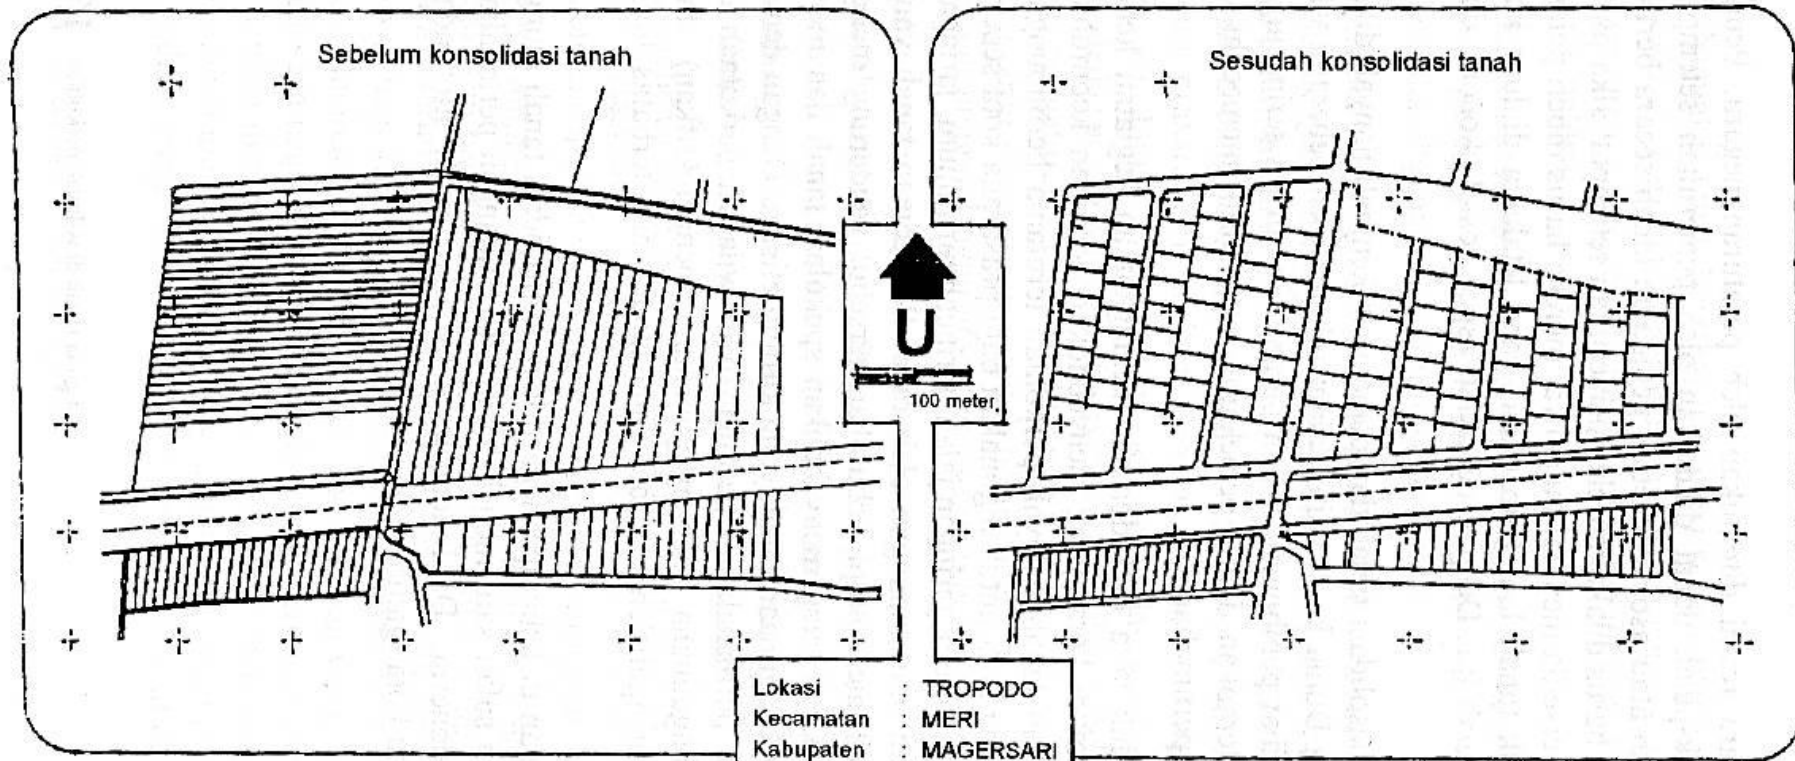 Sebelum konsolidasi tanah
Sesudah konsolidasi tanah
U
100 meter
Lokasi : TROPODO
Kecamatan : MERI
Kabupaten : MAGERSARI